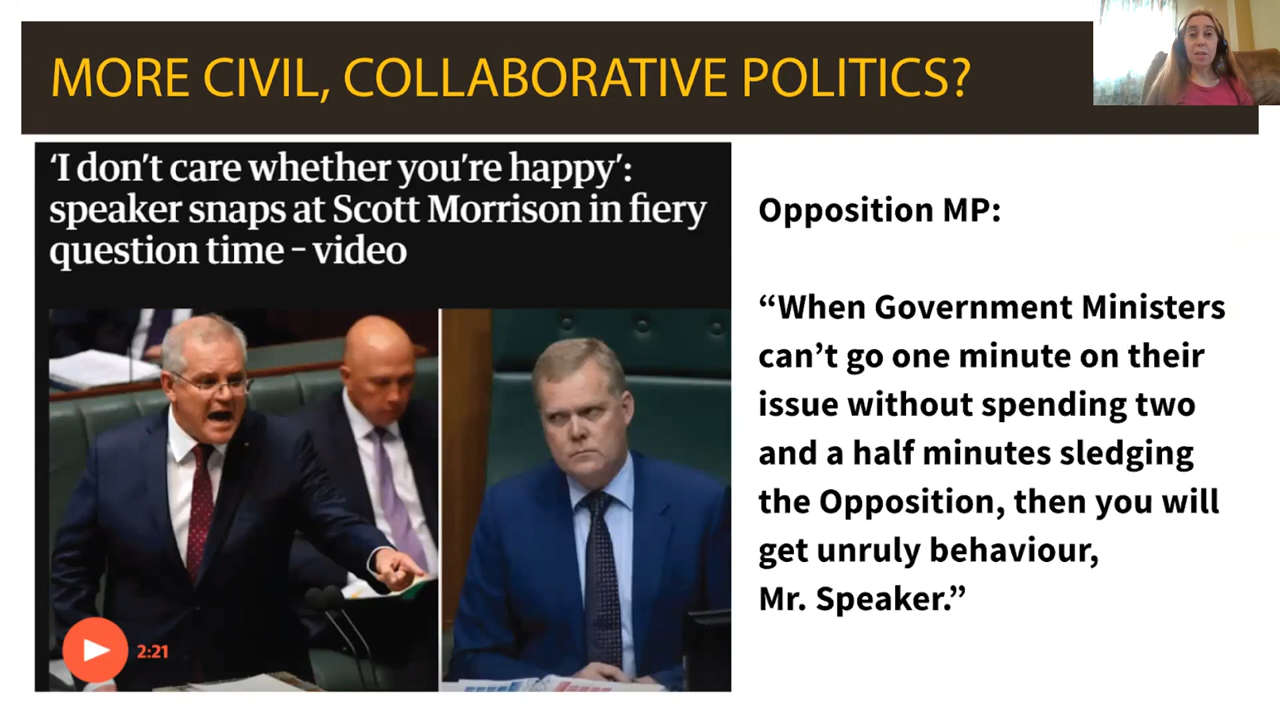 MORE CIVIL, COLLABORATIVE POLITICS?
‘I don’t care whether you’re happy’:
speaker snaps at Scott Morrison in fiery
question time – video
2:21
Opposition MP:
“When Government Ministers
can’t go one minute on their
issue without spending two
and a half minutes sledging
the Opposition, then you will
get unruly behaviour,
Mr. Speaker.”